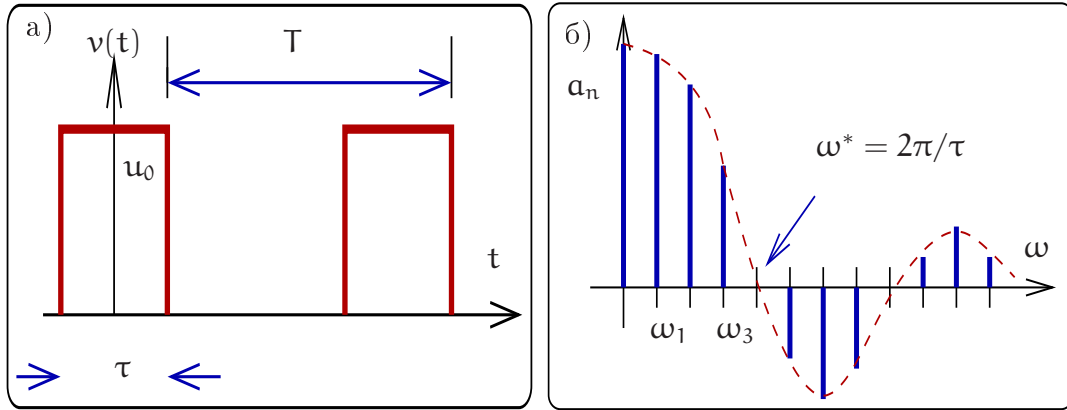 а)
v(t)
T
u₀
t
τ
б)
aₙ
ω* = 2π/τ
ω
ω₁
ω₃